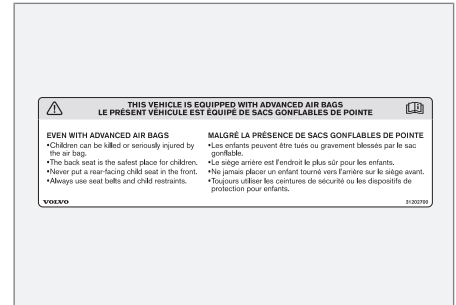 THIS VEHICLE IS EQUIPPED WITH ADVANCED AIR BAGS
LE PRÉSENT VÉHICULE EST ÉQUIPÉ DE SACS GONFLABLES DE POINTE
EVEN WITH ADVANCED AIR BAGS
•Children can be killed or seriously injured by
the air bag.
•The back seat is the safest place for children.
•Never put a rear-facing child seat in the front.
•Always use seat belts and child restraints.
MALGRÉ LA PRÉSENCE DE SACS GONFLABLES DE POINTE
•Les enfants peuvent être tués ou gravement blessés par le sac
gonflable.
•Le siège arrière est l'endroit le plus sûr pour les enfants.
•Ne jamais placer un enfant tourné vers l'arrière sur le siège avant.
•Toujours utiliser les ceintures de sécurité ou les dispositifs de
protection pour enfants.
VOLVO
31202700